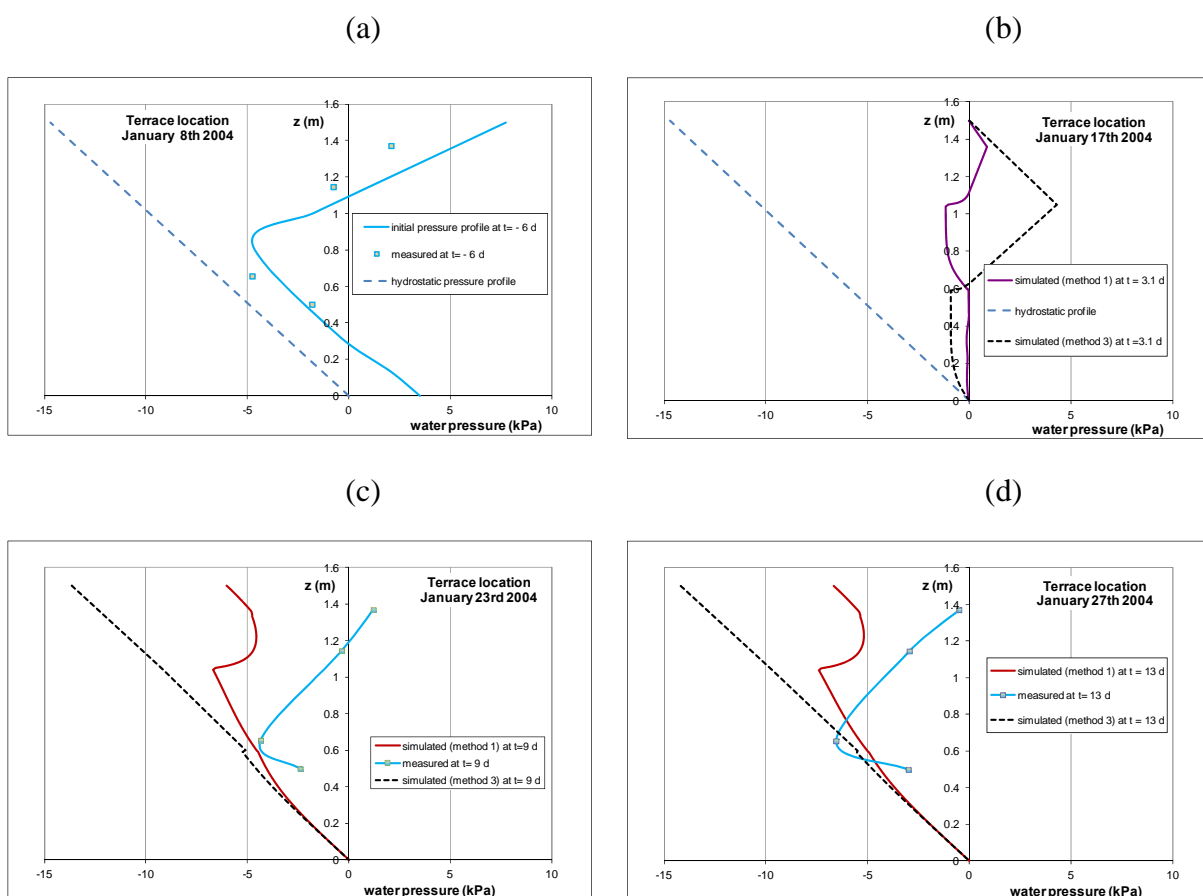 (a)
Terrace location
January 8th 2004
z (m)
1.6
1.4
1.2
1
0.8
0.6
0.4
0.2
0
initial pressure profile at t= - 6 d
measured at t= - 6 d
hydrostatic pressure profile
-15 -10 -5 0 5 10
water pressure (kPa)
(b)
z (m)
Terrace location
January 17th 2004
1.6
1.4
1.2
1
0.8
0.6
0.4
0.2
0
simulated (method 1) at t = 3.1 d
hydrostatic profile
simulated (method 3) at t =3.1 d
-15 -10 -5 0 5 10
water pressure (kPa)
(c)
z (m)
Terrace location
January 23rd 2004
1.6
1.4
1.2
1
0.8
0.6
0.4
0.2
0
simulated (method 1) at t=9 d
measured at t= 9 d
simulated (method 3) at t= 9 d
-15 -10 -5 0 5 10
water pressure (kPa)
(d)
z (m)
Terrace location
January 27th 2004
1.6
1.4
1.2
1
0.8
0.6
0.4
0.2
0
simulated (method 1) at t = 13 d
measured at t= 13 d
simulated (method 3) at t = 13 d
-15 -10 -5 0 5 10
water pressure (kPa)